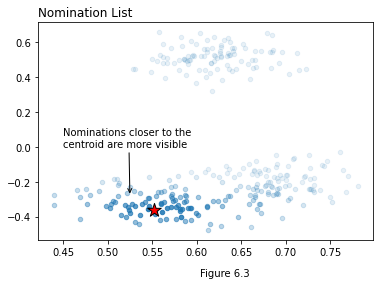 Nomination List
0.6
0.4
0.2
0.0
−0.2
−0.4
Nominations closer to the
centroid are more visible
0.45 0.50 0.55 0.60 0.65 0.70 0.75
Figure 6.3